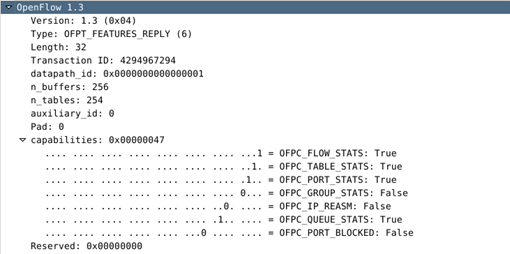 OpenFlow 1.3
Version: 1.3 (0x04)
Type: OFPT_FEATURES_REPLY (6)
Length: 32
Transaction ID: 4294967294
datapath_id: 0x0000000000000001
n_buffers: 256
n_tables: 254
auxiliary_id: 0
Pad: 0
capabilities: 0x00000047
.... .... .... .... .... .... .... ...1 = OFPC_FLOW_STATS: True
.... .... .... .... .... .... .... ..1. = OFPC_TABLE_STATS: True
.... .... .... .... .... .... .... .1.. = OFPC_PORT_STATS: True
.... .... .... .... .... .... .... 0... = OFPC_GROUP_STATS: False
.... .... .... .... .... .... ..0. .... = OFPC_IP_REASM: False
.... .... .... .... .... .... .1.. .... = OFPC_QUEUE_STATS: True
.... .... .... .... .... ...0 .... .... = OFPC_PORT_BLOCKED: False
Reserved: 0x00000000